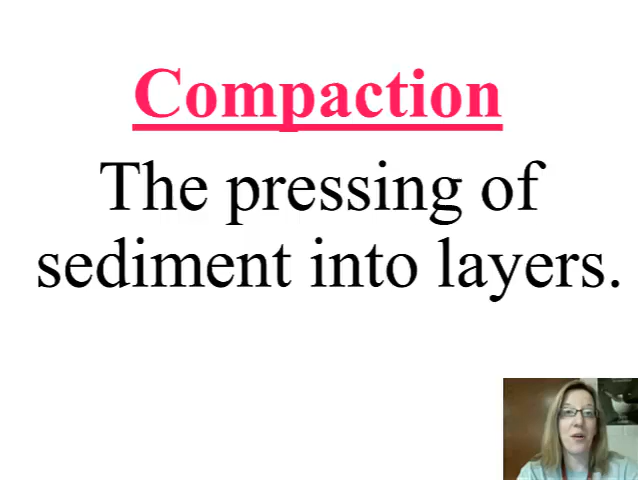 Compaction
The pressing of
sediment into layers.